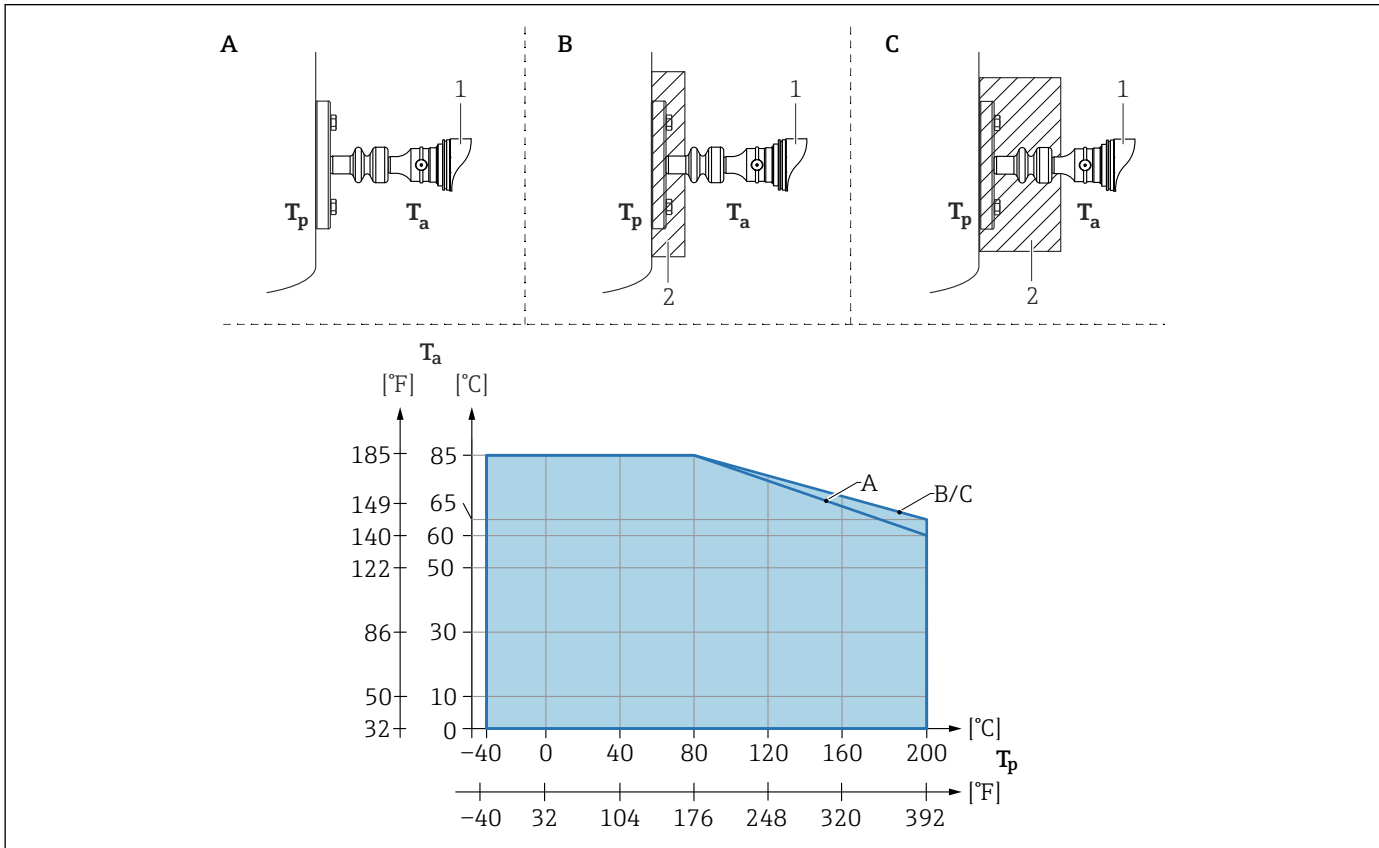 A B C
1 1 1
Tp Ta Tp Ta Tp Ta
2 2
Ta
[°F] [°C]
185 85
149 65
A B/C
140 60
122 50
86 30
50 10
32 0 [°C]
−40 0 40 80 120 160 200
Tp
[°F]
−40 32 104 176 248 320 392